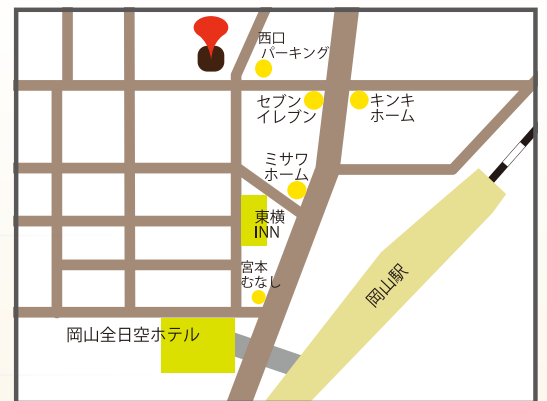 西口
パーキング
セブン
イレブン
キンキ
ホーム
ミサワ
ホーム
東横
INN
宮本
むなし
岡山駅
岡山全日空ホテル